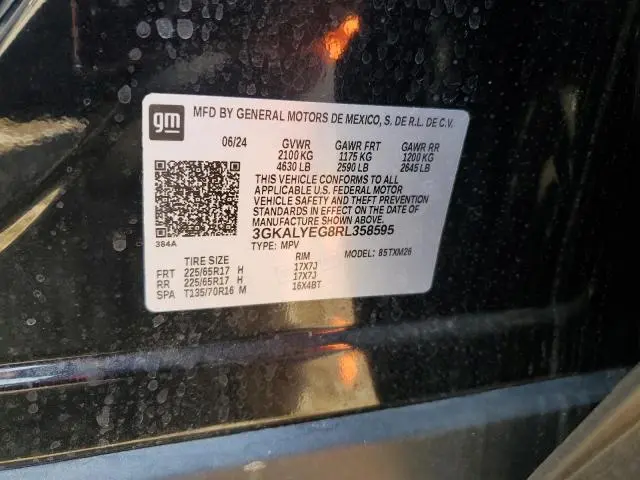 gm
MFD BY GENERAL MOTORS DE MEXICO, S. DE R.L. DE C.V.
06/24 GVWR GAWR FRT GAWR RR
2100 KG 1175 KG 1200 KG
4630 LB 2590 LB 2645 LB
THIS VEHICLE CONFORMS TO ALL
APPLICABLE U.S. FEDERAL MOTOR
VEHICLE SAFETY AND THEFT PREVENTION
STANDARDS IN EFFECT ON THE DATE OF
MANUFACTURE SHOWN ABOVE.
3GKALYEG8RL358595
384A
TYPE: MPV MODEL: 85TXM26
TIRE SIZE RIM
FRT 225/65R17 H 17X7J
RR 225/65R17 H 17X7J
SPA T135/70R16 M 16X4BT